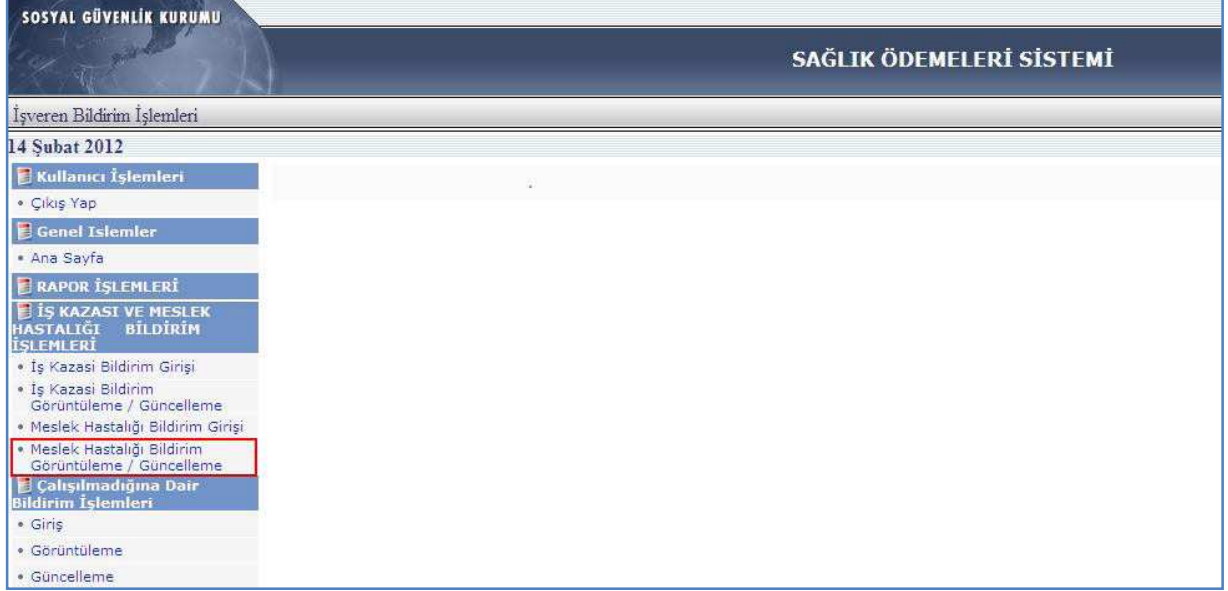 SOSYAL GÜVENLİK KURUMU
SAĞLIK ÖDEMELERİ SİSTEMİ
İşveren Bildirim İşlemleri
14 Şubat 2012
Kullanıcı İşlemleri
• Çıkış Yap
Genel Islemler
• Ana Sayfa
RAPOR İŞLEMLERİ
İŞ KAZASI VE MESLEK
HASTALIĞI BİLDİRİM
İŞLEMLERİ
• İş Kazasi Bildirim Girişi
• İş Kazasi Bildirim
Görüntüleme / Güncelleme
• Meslek Hastalığı Bildirim Girişi
• Meslek Hastalığı Bildirim
Görüntüleme / Güncelleme
Çalışılmadığına Dair
Bildirim İşlemleri
• Giriş
• Görüntüleme
• Güncelleme